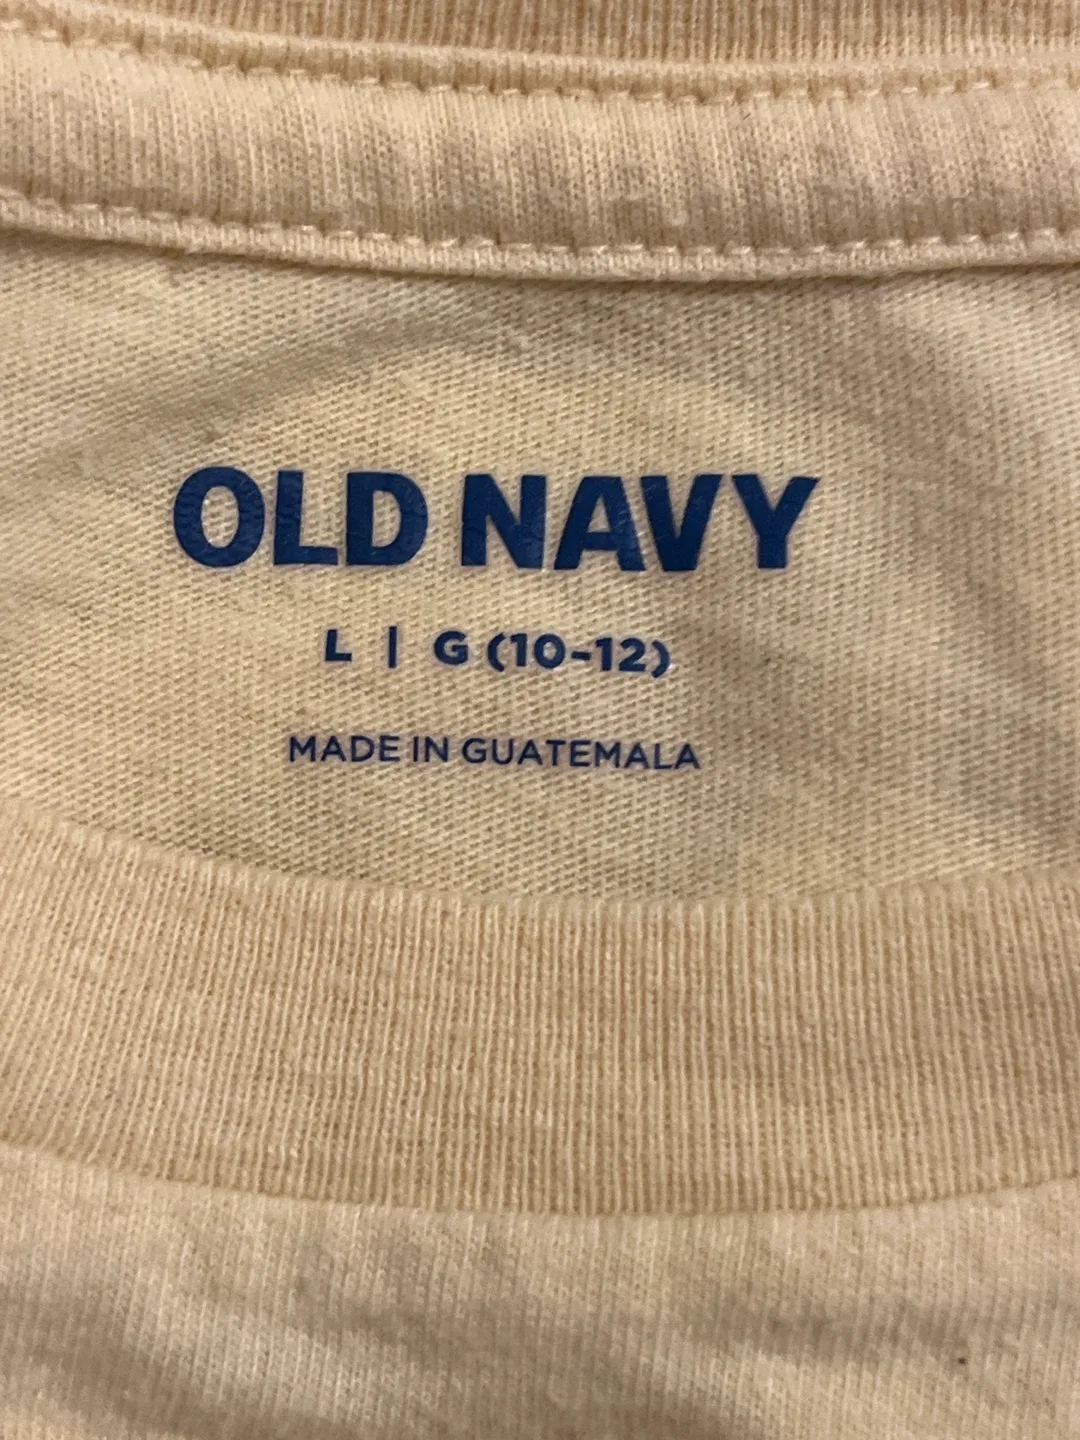 OLD NAVY
L | G (10-12)
MADE IN GUATEMALA